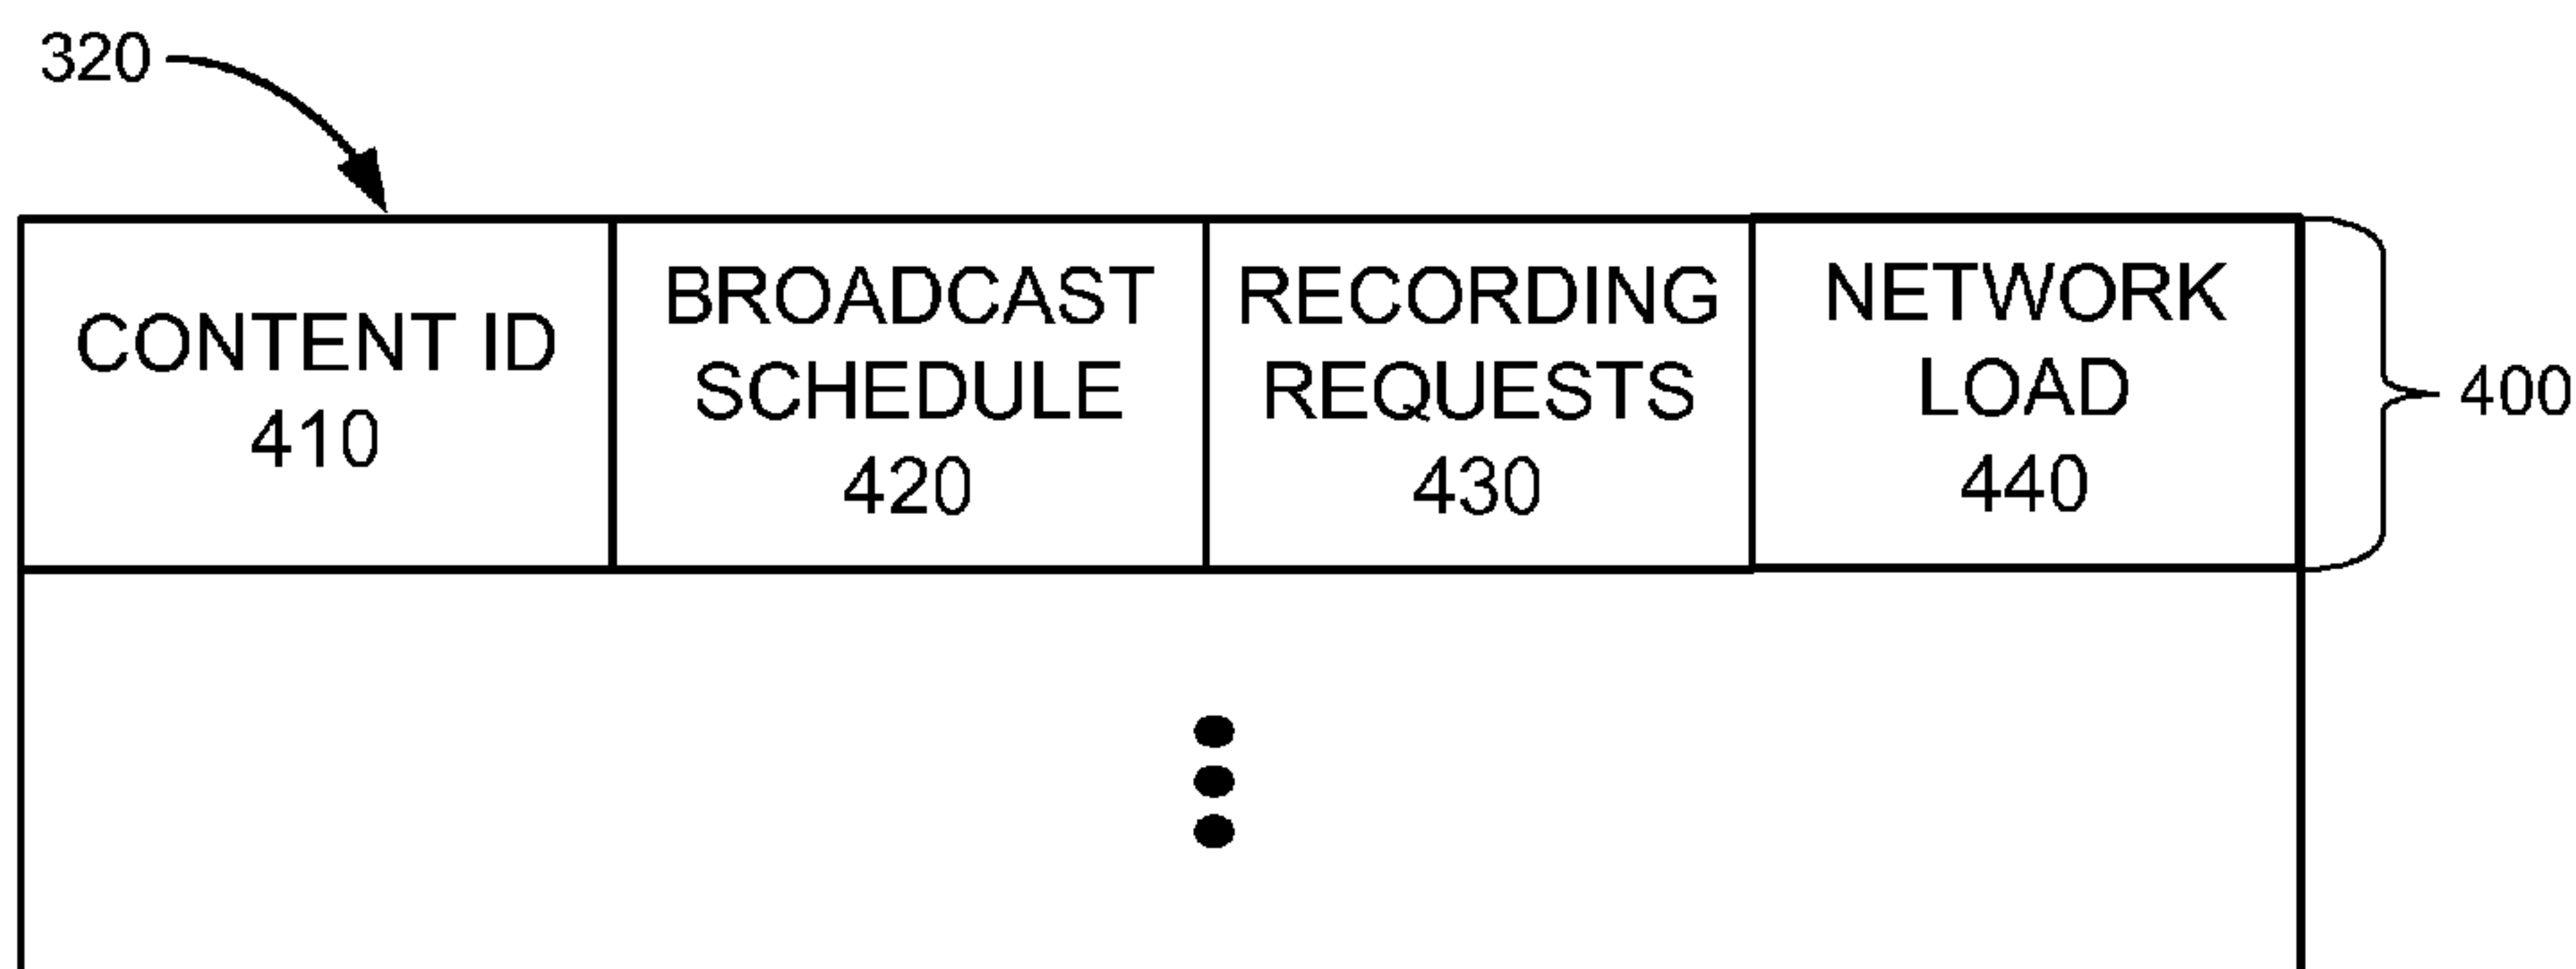 320
CONTENT ID
410
BROADCAST
SCHEDULE
420
RECORDING
REQUESTS
430
NETWORK
LOAD
440
400